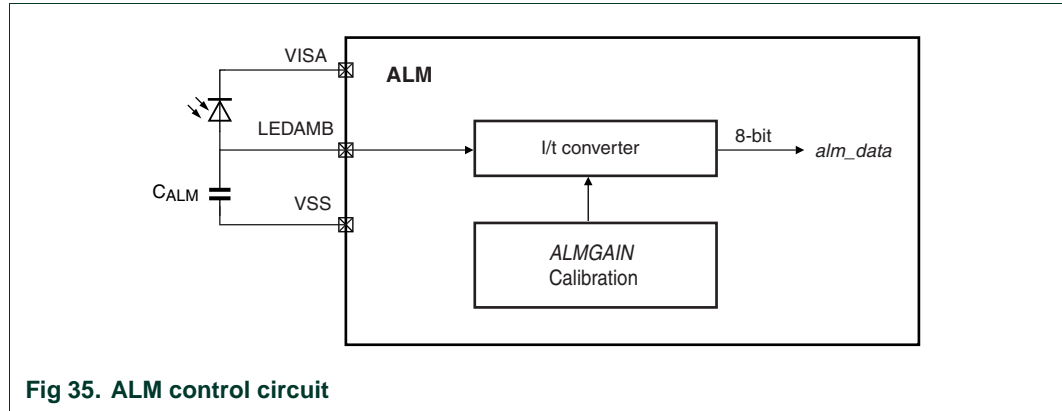 VISA
ALM
LEDAMB
I/t converter
8-bit
alm_data
CALM
VSS
ALMGAIN
Calibration
Fig 35. ALM control circuit